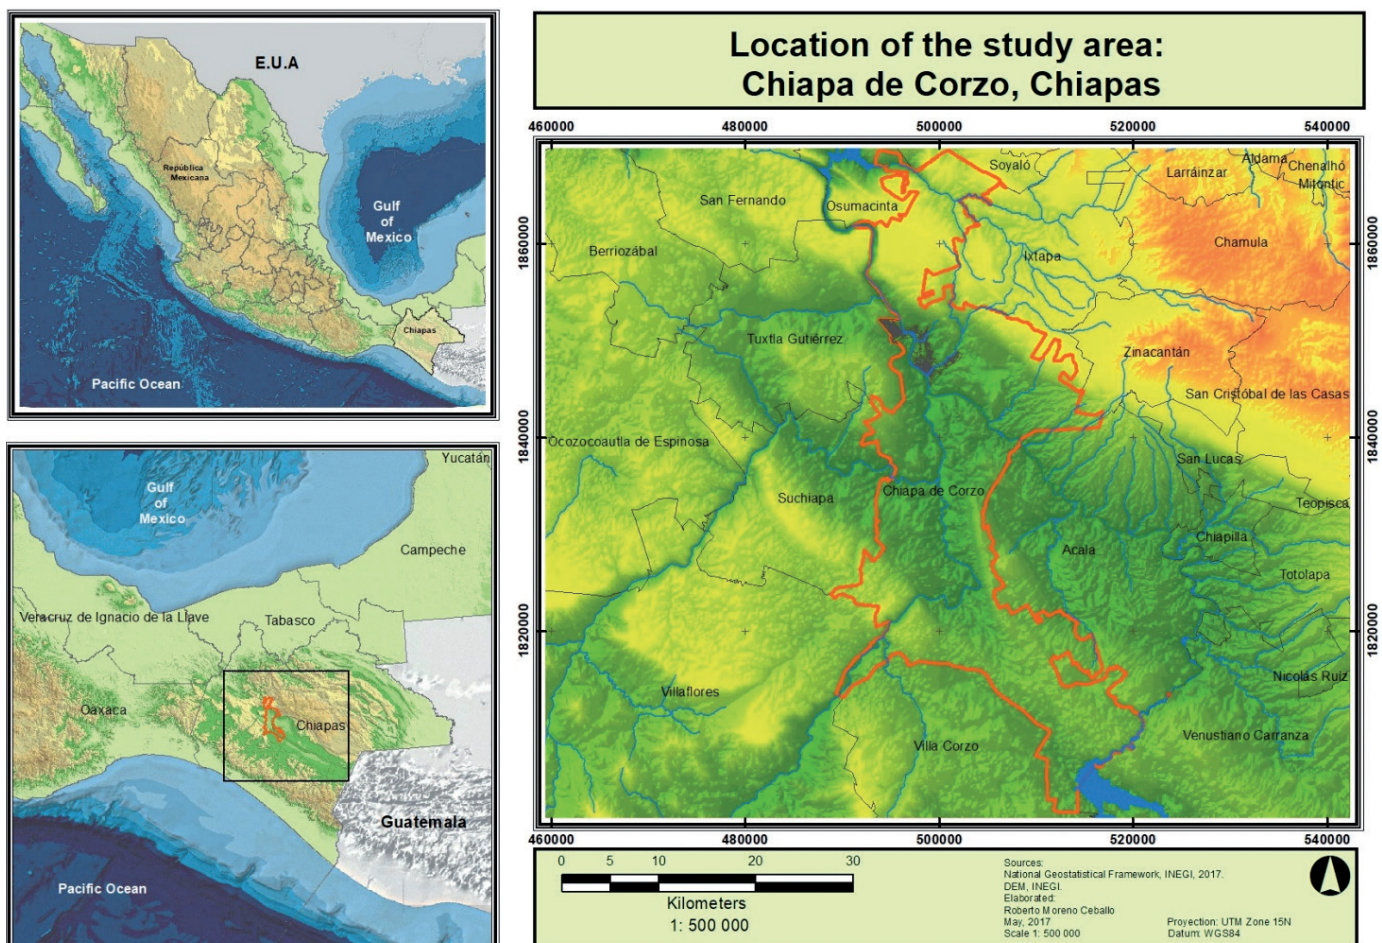 E.U.A
República
Mexicana
Gulf
of
Mexico
Chiapas
Pacific Ocean
Yucatán
Gulf
of
Mexico
Campeche
Veracruz de Ignacio de la Llave
Tabasco
Oaxaca
Chiapas
Guatemala
Pacific Ocean
Location of the study area:
Chiapa de Corzo, Chiapas
460000 480000 500000 520000 540000
Soyaló
Aldama
Chenalhó
Larráinzar
Mitontic
San Fernando
Osumacinta
1860000
Chamula
1860000
Berriozábal
Ixtapa
Tuxtla Gutiérrez
Zinacantán
San Cristóbal de las Casas
1840000
Ocozocoautla de Espinosa
1840000
San Lucas
Suchiapa
Chiapa de Corzo
Teopisca
Acala
Chiapilla
Totolapa
1820000
1820000
Nicolás Ruiz
Villaflores
Villa Corzo
Venustiano Carranza
460000 480000 500000 520000 540000
0 5 10 20 30
Kilometers
1: 500 000
Sources:
National Geostatistical Framework, INEGI, 2017.
DEM, INEGI.
Elaborated:
Roberto Moreno Ceballo
May, 2017
Scale 1: 500 000
Proyection: UTM Zone 15N
Datum: WGS84